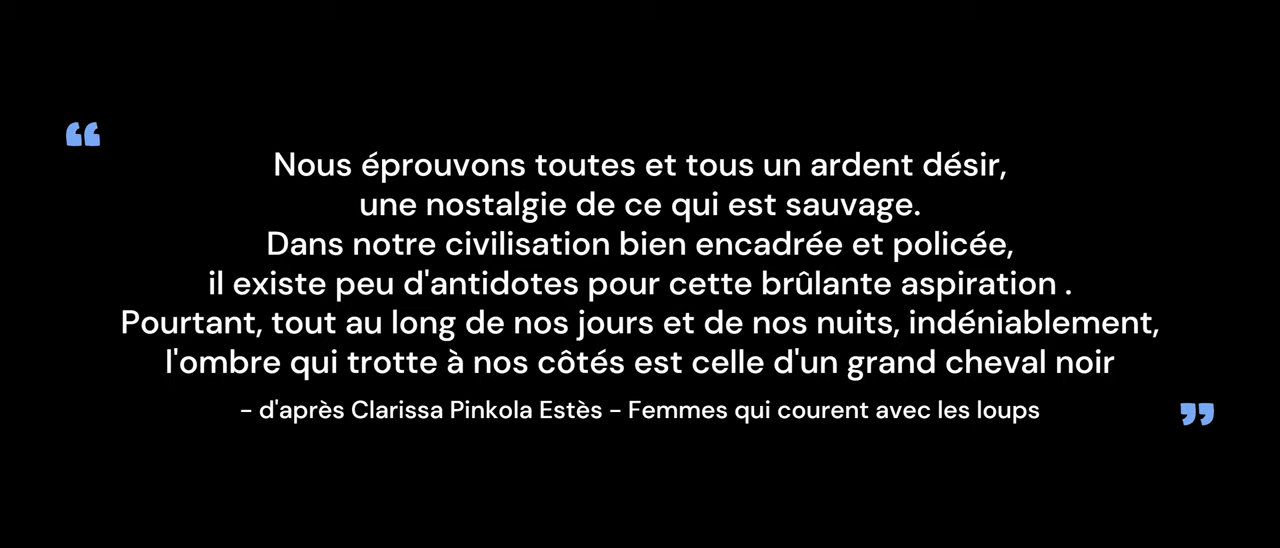 “
Nous éprouvons toutes et tous un ardent désir,
une nostalgie de ce qui est sauvage.
Dans notre civilisation bien encadrée et policée,
il existe peu d'antidotes pour cette brûlante aspiration .
Pourtant, tout au long de nos jours et de nos nuits, indéniablement,
l'ombre qui trotte à nos côtés est celle d'un grand cheval noir
- d'après Clarissa Pinkola Estès - Femmes qui courent avec les loups
”